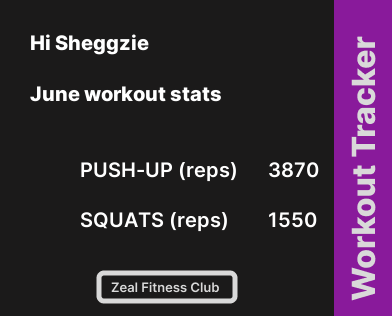 Hi Sheggzie
June workout stats
PUSH-UP (reps) 3870
SQUATS (reps) 1550
Zeal Fitness Club
Workout Tracker